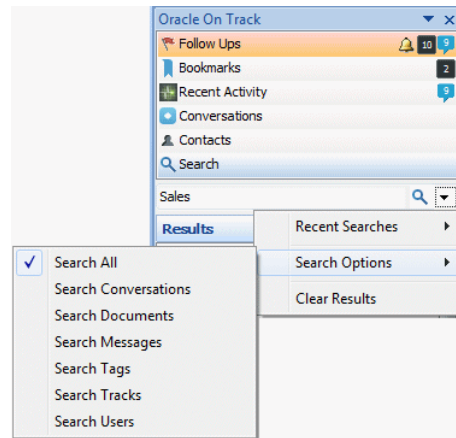 Oracle On Track
Follow Ups 10 9
Bookmarks 2
Recent Activity 9
Conversations
Contacts
Search
Sales
Results
Recent Searches
Search Options
Clear Results
Search All
Search Conversations
Search Documents
Search Messages
Search Tags
Search Tracks
Search Users